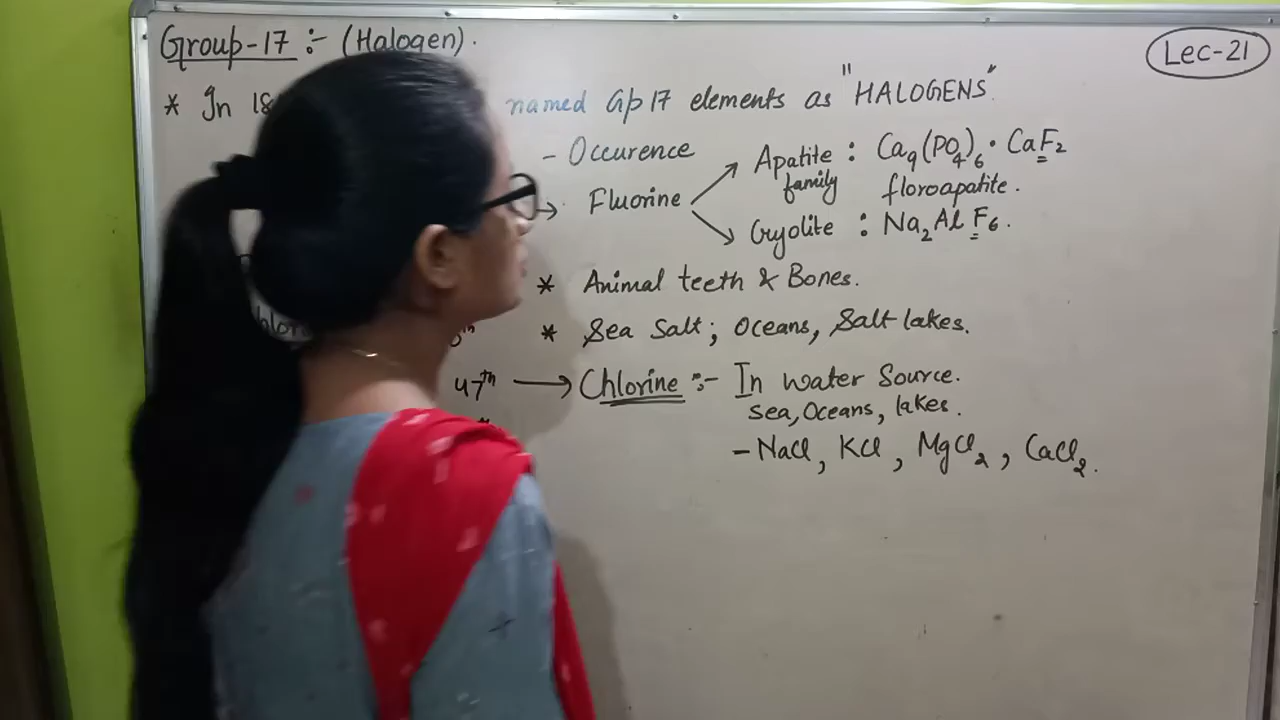 Group-17 :- (Halogen).
Lec-21
* In 18 named Gp 17 elements as "HALOGENS".
- Occurence
→ Fluorine
Apatite : Ca9(PO4)6 · CaF2
family floroapatite.
Cryolite : Na2AlF6.
* Animal teeth & Bones.
* Sea Salt; Oceans, Salt lakes.
47th → Chlorine :- In water Source.
Sea, Oceans, lakes.
- NaCl, KCl, MgCl2, CaCl2.